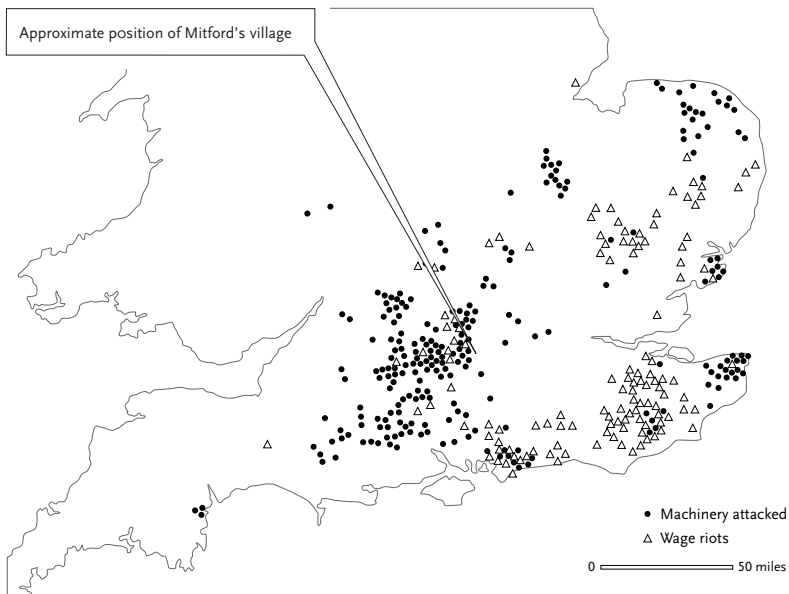 Approximate position of Mitford's village
Machinery attacked
Wage riots
0 50 miles